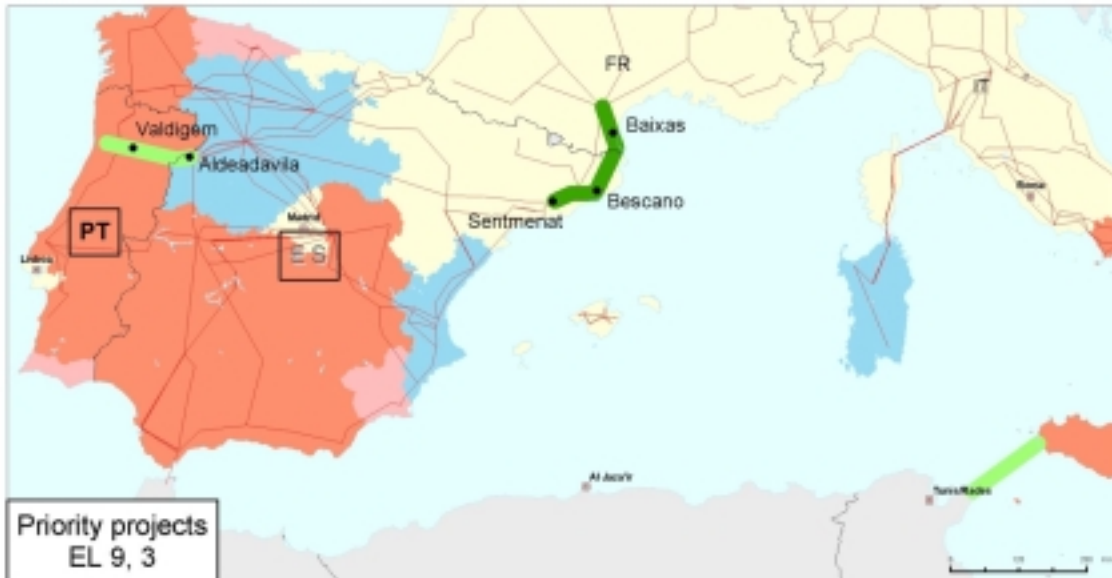 FR
IT
Baixas
Valdigem
Aldeadavila
Roma
Bescano
Sentmenat
Madrid
PT
E S
Lisboa
Al Jaza'ir
Tunis/Rades
Priority projects
EL 9, 3